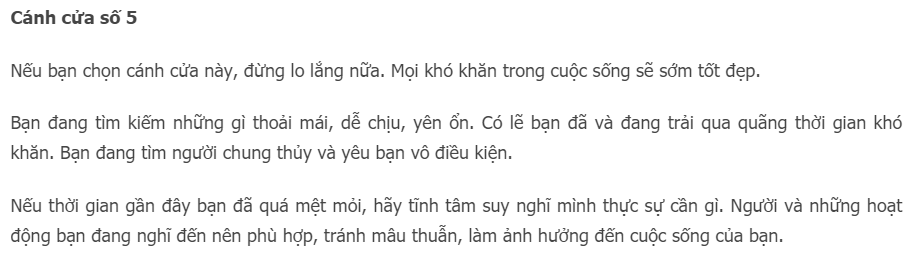 Cánh cửa số 5
Nếu bạn chọn cánh cửa này, đừng lo lắng nữa. Mọi khó khăn trong cuộc sống sẽ sớm tốt đẹp.
Bạn đang tìm kiếm những gì thoải mái, dễ chịu, yên ổn. Có lẽ bạn đã và đang trải qua quãng thời gian khó
khăn. Bạn đang tìm người chung thủy và yêu bạn vô điều kiện.
Nếu thời gian gần đây bạn đã quá mệt mỏi, hãy tĩnh tâm suy nghĩ mình thực sự cần gì. Người và những hoạt
động bạn đang nghĩ đến nên phù hợp, tránh mâu thuẫn, làm ảnh hưởng đến cuộc sống của bạn.